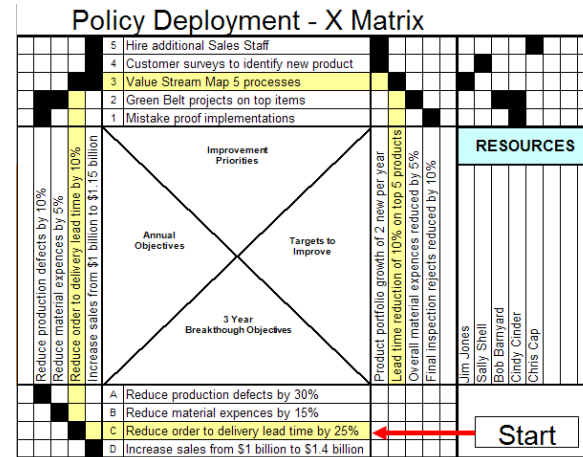 Policy Deployment - X Matrix
5 Hire additional Sales Staff
4 Customer surveys to identify new product
3 Value Stream Map 5 processes
2 Green Belt projects on top items
1 Mistake proof implementations
Reduce production defects by 10%
Reduce material expences by 5%
Reduce order to delivery lead time by 10%
Increase sales from $1 billion to $1.15 billion
Improvement
Priorities
Annual
Objectives
Targets to
Improve
3 Year
Breakthough Objectives
Product portfolio growth of 2 new per year
Lead time reduction of 10% on top 5 products
Overall material expences reduced by 5%
Final inspection rejects reduced by 10%
RESOURCES
Jim Jones
Sally Shell
Bob Barnyard
Cindy Cinder
Chris Cap
A Reduce production defects by 30%
B Reduce material expences by 15%
C Reduce order to delivery lead time by 25%
D Increase sales from $1 billion to $1.4 billion
Start